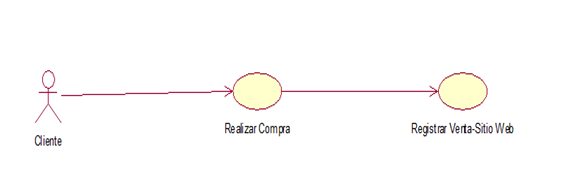 Cliente
Realizar Compra
Registrar Venta-Sitio Web